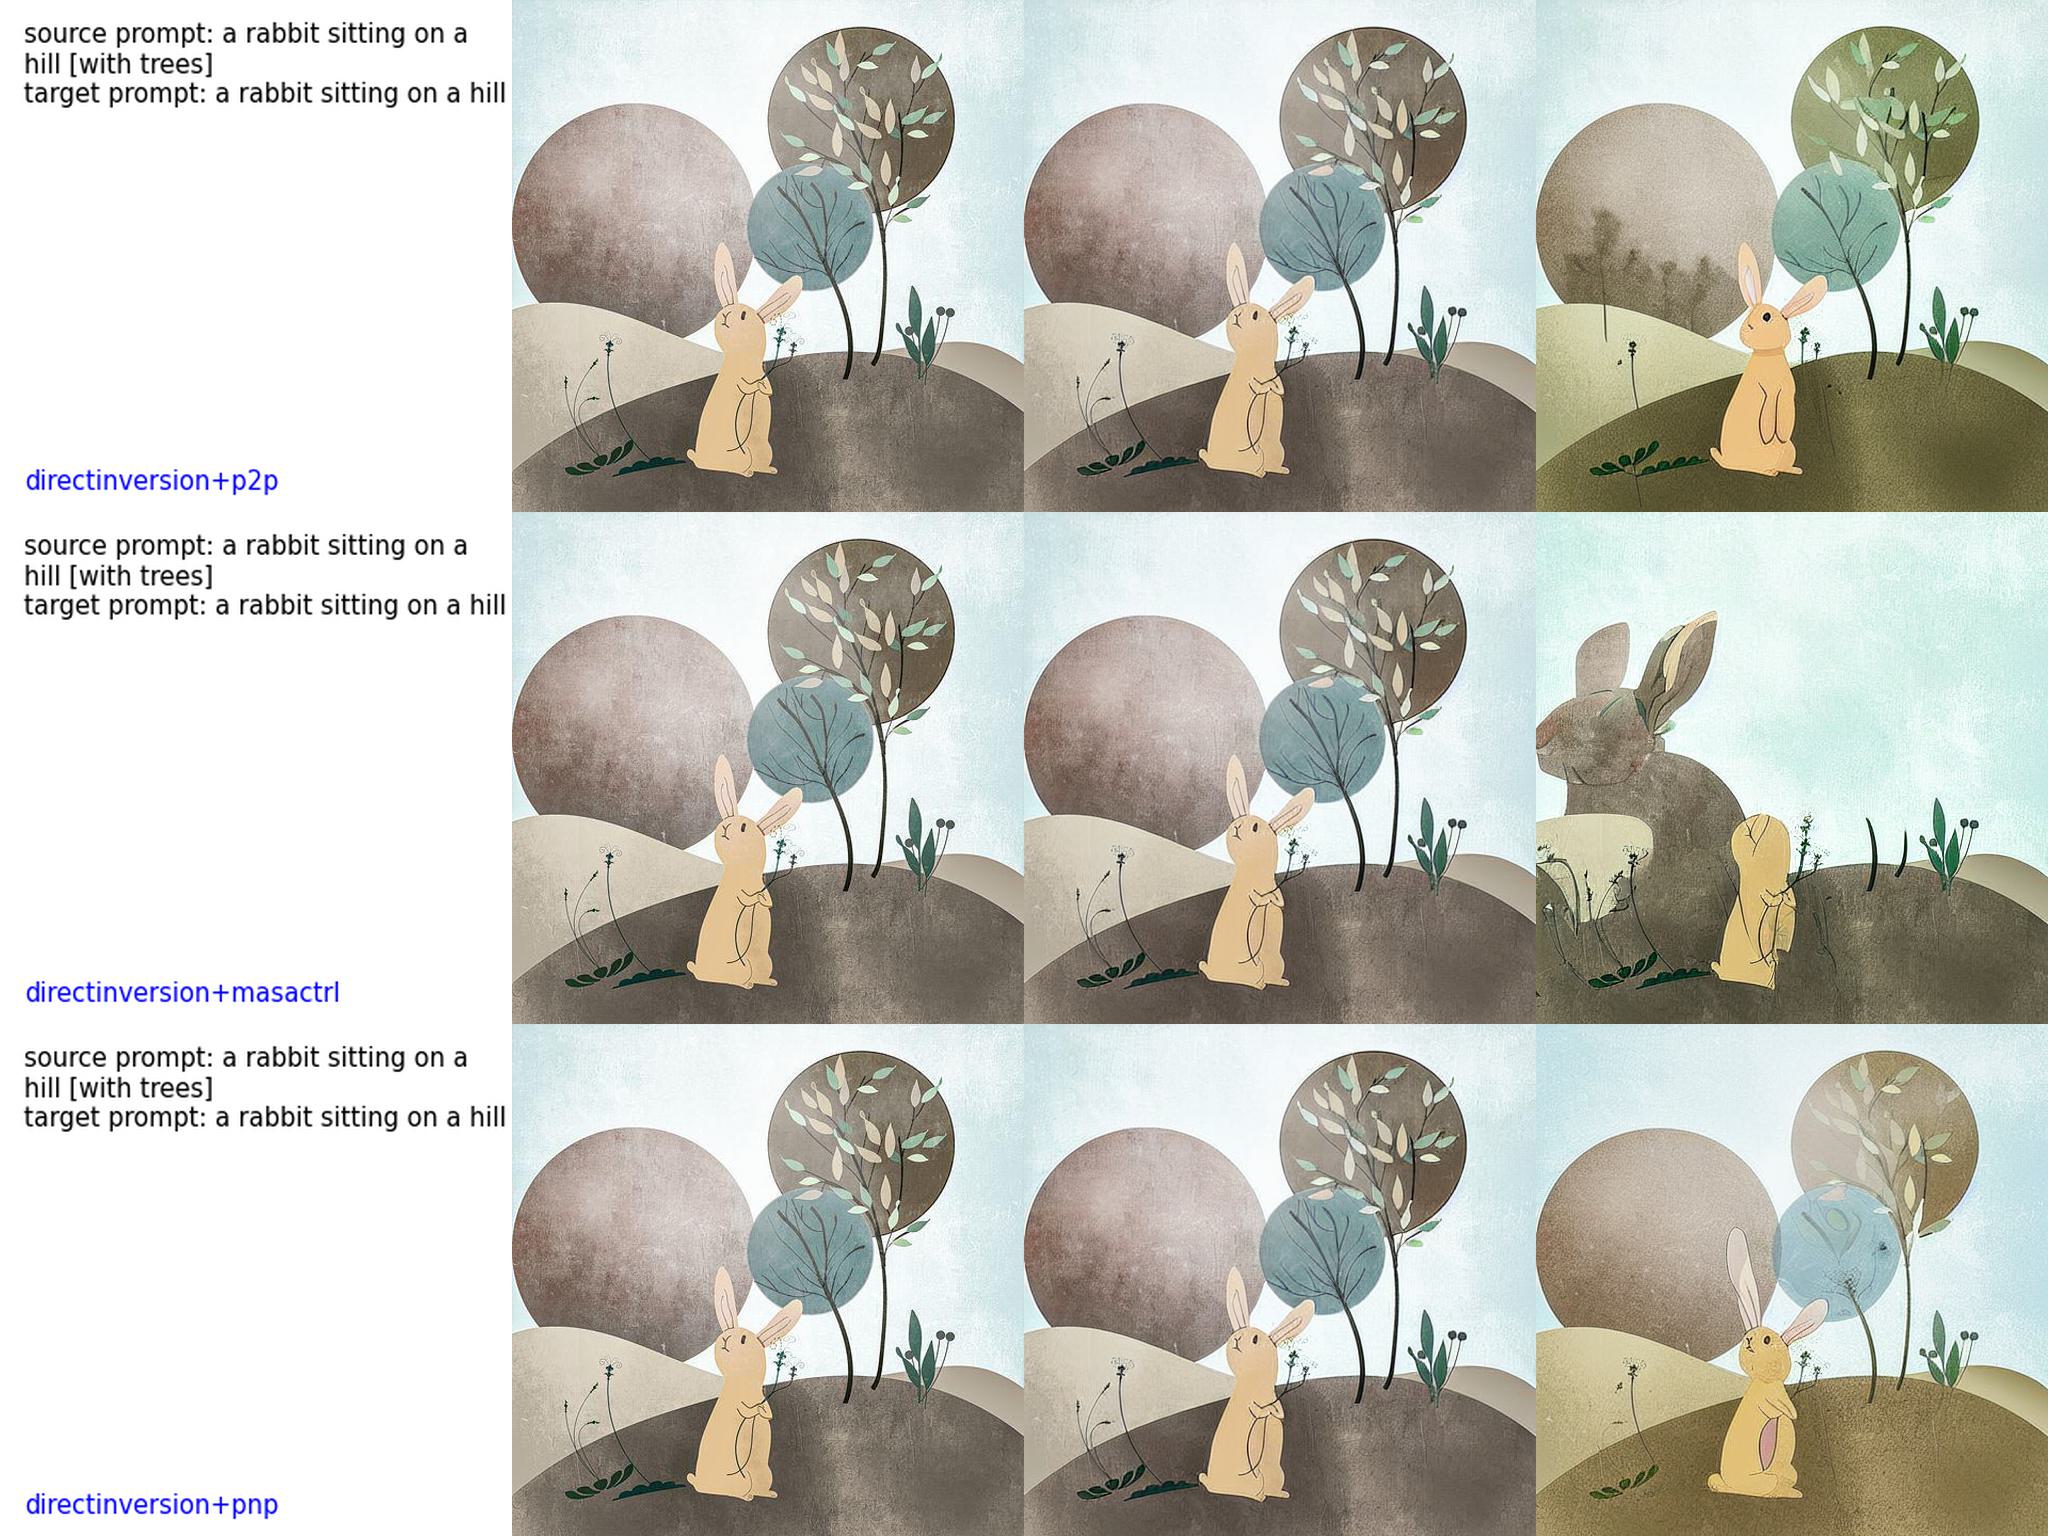 source prompt: a rabbit sitting on a
hill [with trees]
target prompt: a rabbit sitting on a hill
directinversion+p2p
source prompt: a rabbit sitting on a
hill [with trees]
target prompt: a rabbit sitting on a hill
directinversion+masactrl
source prompt: a rabbit sitting on a
hill [with trees]
target prompt: a rabbit sitting on a hill
directinversion+pnp